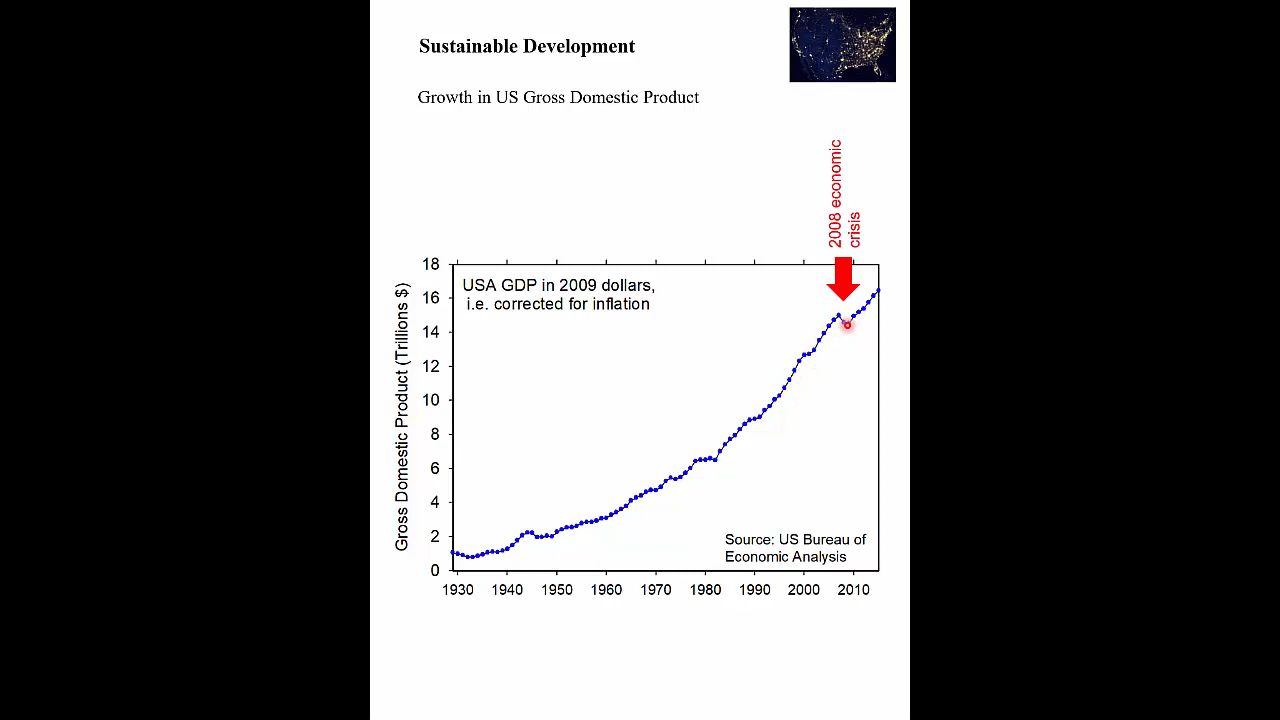 Sustainable Development
Growth in US Gross Domestic Product
2008 economic
crisis
USA GDP in 2009 dollars,
i.e. corrected for inflation
Gross Domestic Product (Trillions $)
18
16
14
12
10
8
6
4
2
0
Source: US Bureau of
Economic Analysis
1930 1940 1950 1960 1970 1980 1990 2000 2010